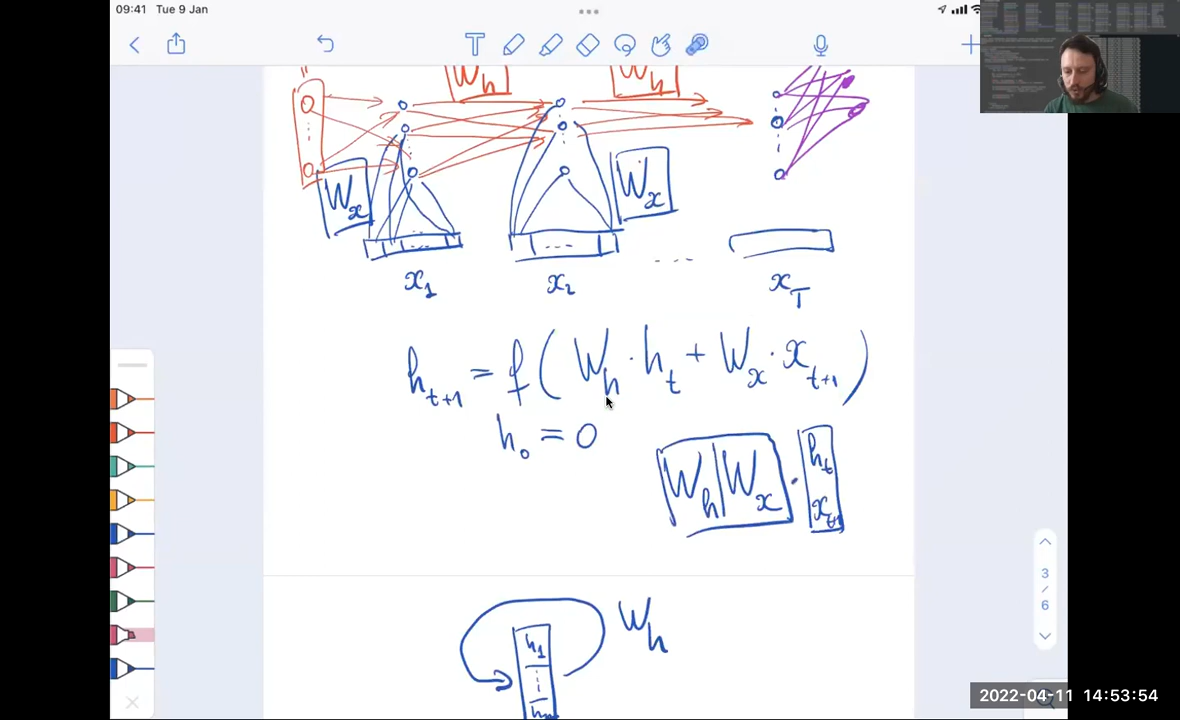 09:41 Tue 9 Jan
W_h W_h
W_x W_x
x_1 x_2 x_T
h_{t+1} = f ( W_h · h_t + W_x · x_{t+1} )
h_0 = 0
W_h | W_x · h_t
x_{t+1}
3
/
6
W_h
h_1
2022-04-11 14:53:54